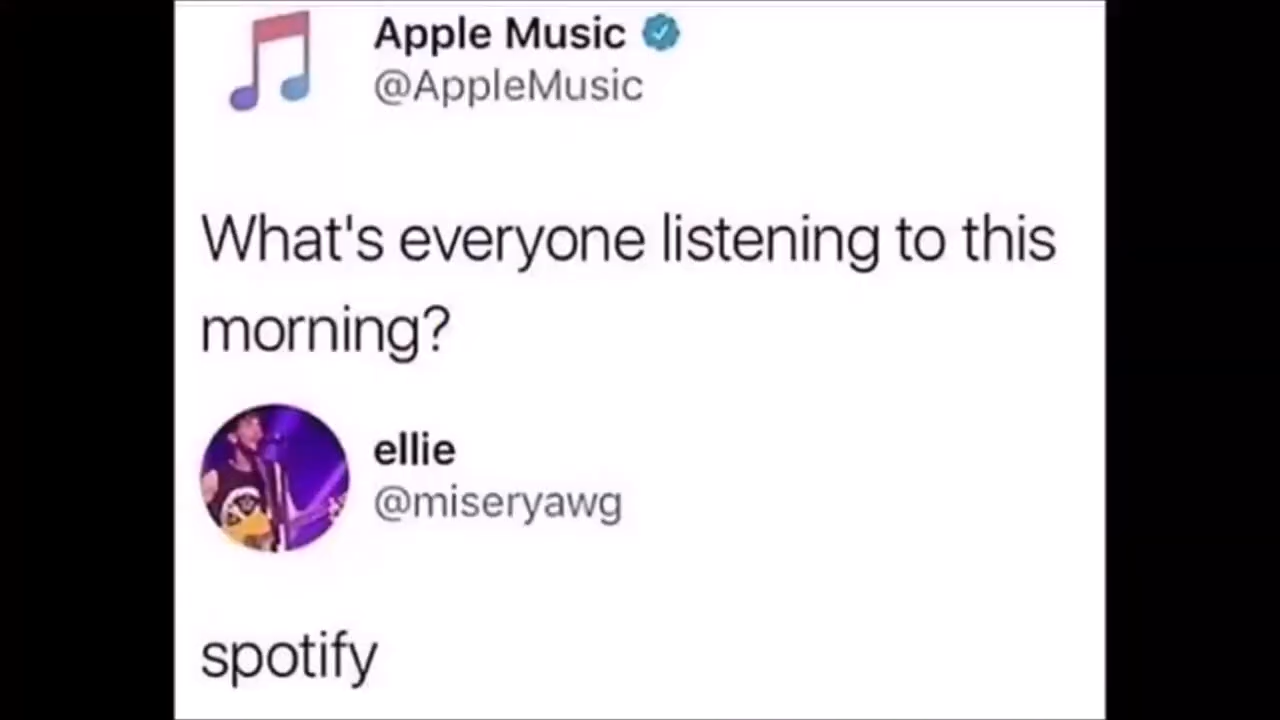 Apple Music
@AppleMusic
What's everyone listening to this
morning?
ellie
@miseryawg
spotify